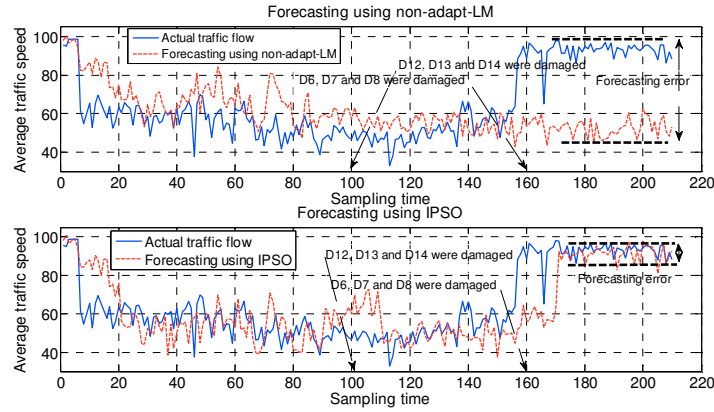 Forecasting using non-adapt-LM
Average traffic speed
100
80
60
40
Actual traffic flow
Forecasting using non-adapt-LM
D12, D13 and D14 were damaged
D6, D7 and D8 were damaged
Forecasting error
0 20 40 60 80 100 120 140 160 180 200 220
Sampling time
Forecasting using IPSO
Average traffic speed
100
80
60
40
Actual traffic flow
Forecasting using IPSO
D12, D13 and D14 were damaged
D6, D7 and D8 were damaged
Forecasting error
0 20 40 60 80 100 120 140 160 180 200 220
Sampling time